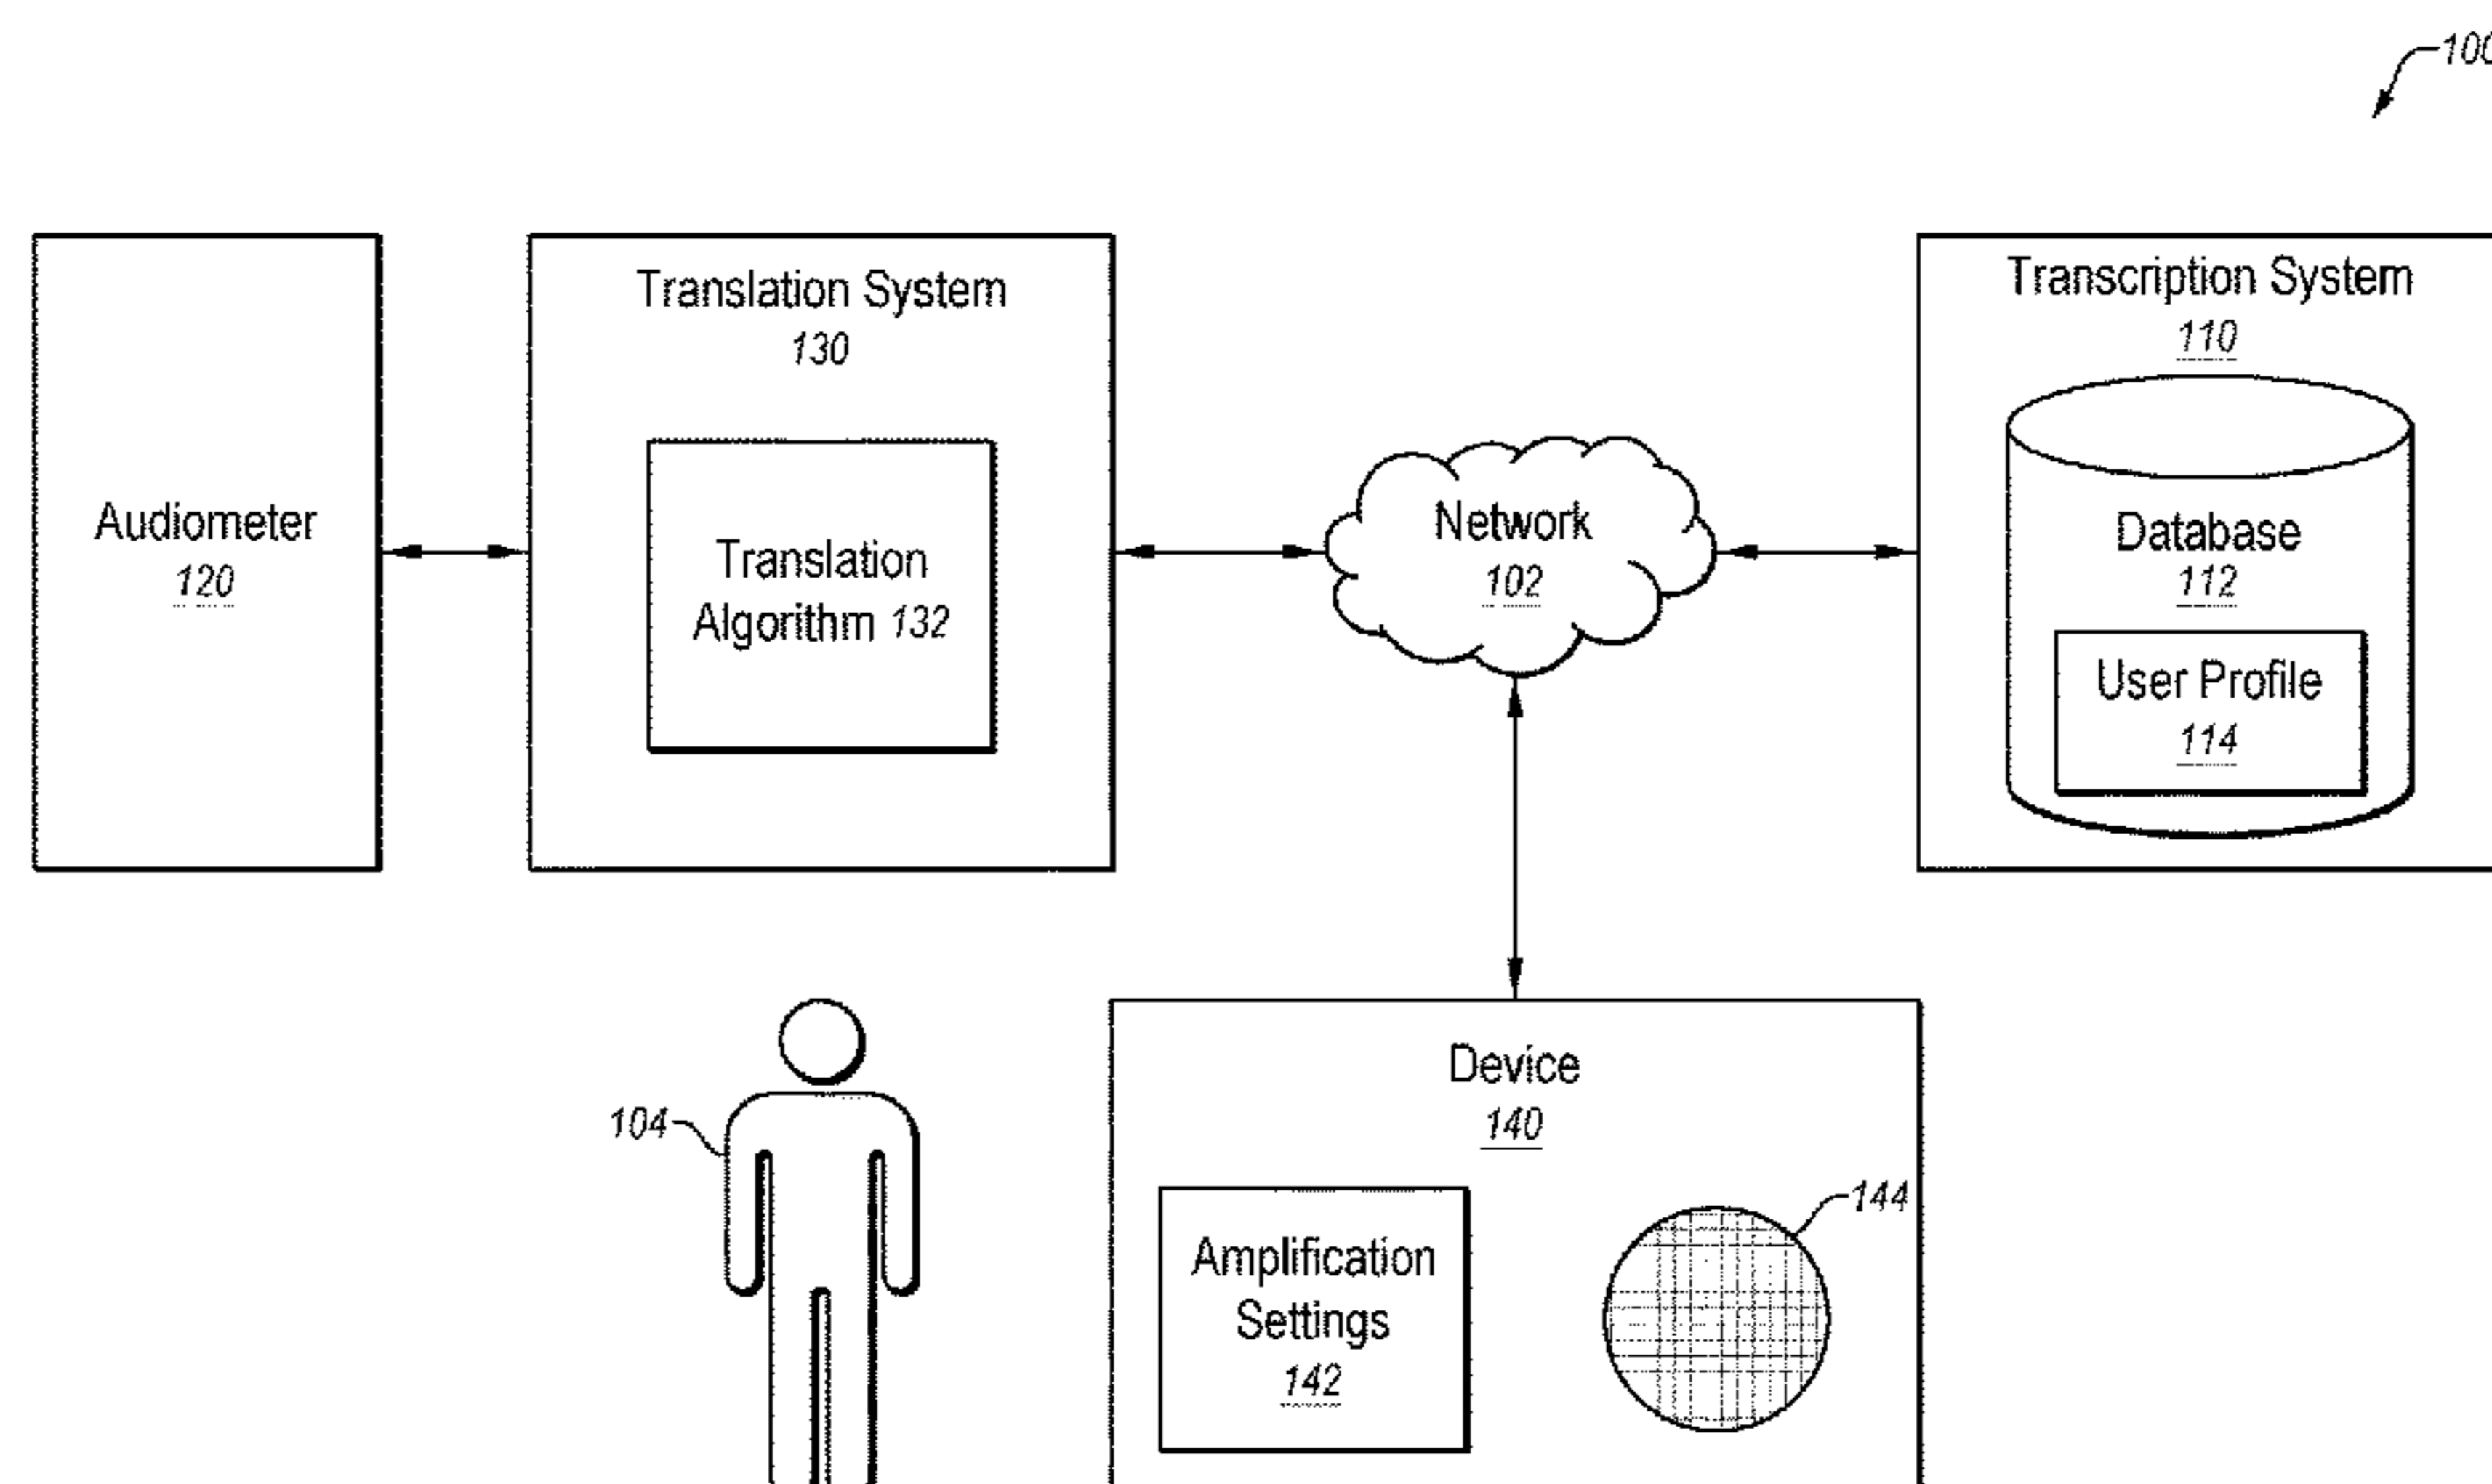 100
Audiometer
120
Translation System
130
Translation
Algorithm 132
Network
102
Transcription System
110
Database
112
User Profile
114
104
Device
140
Amplification
Settings
142
144